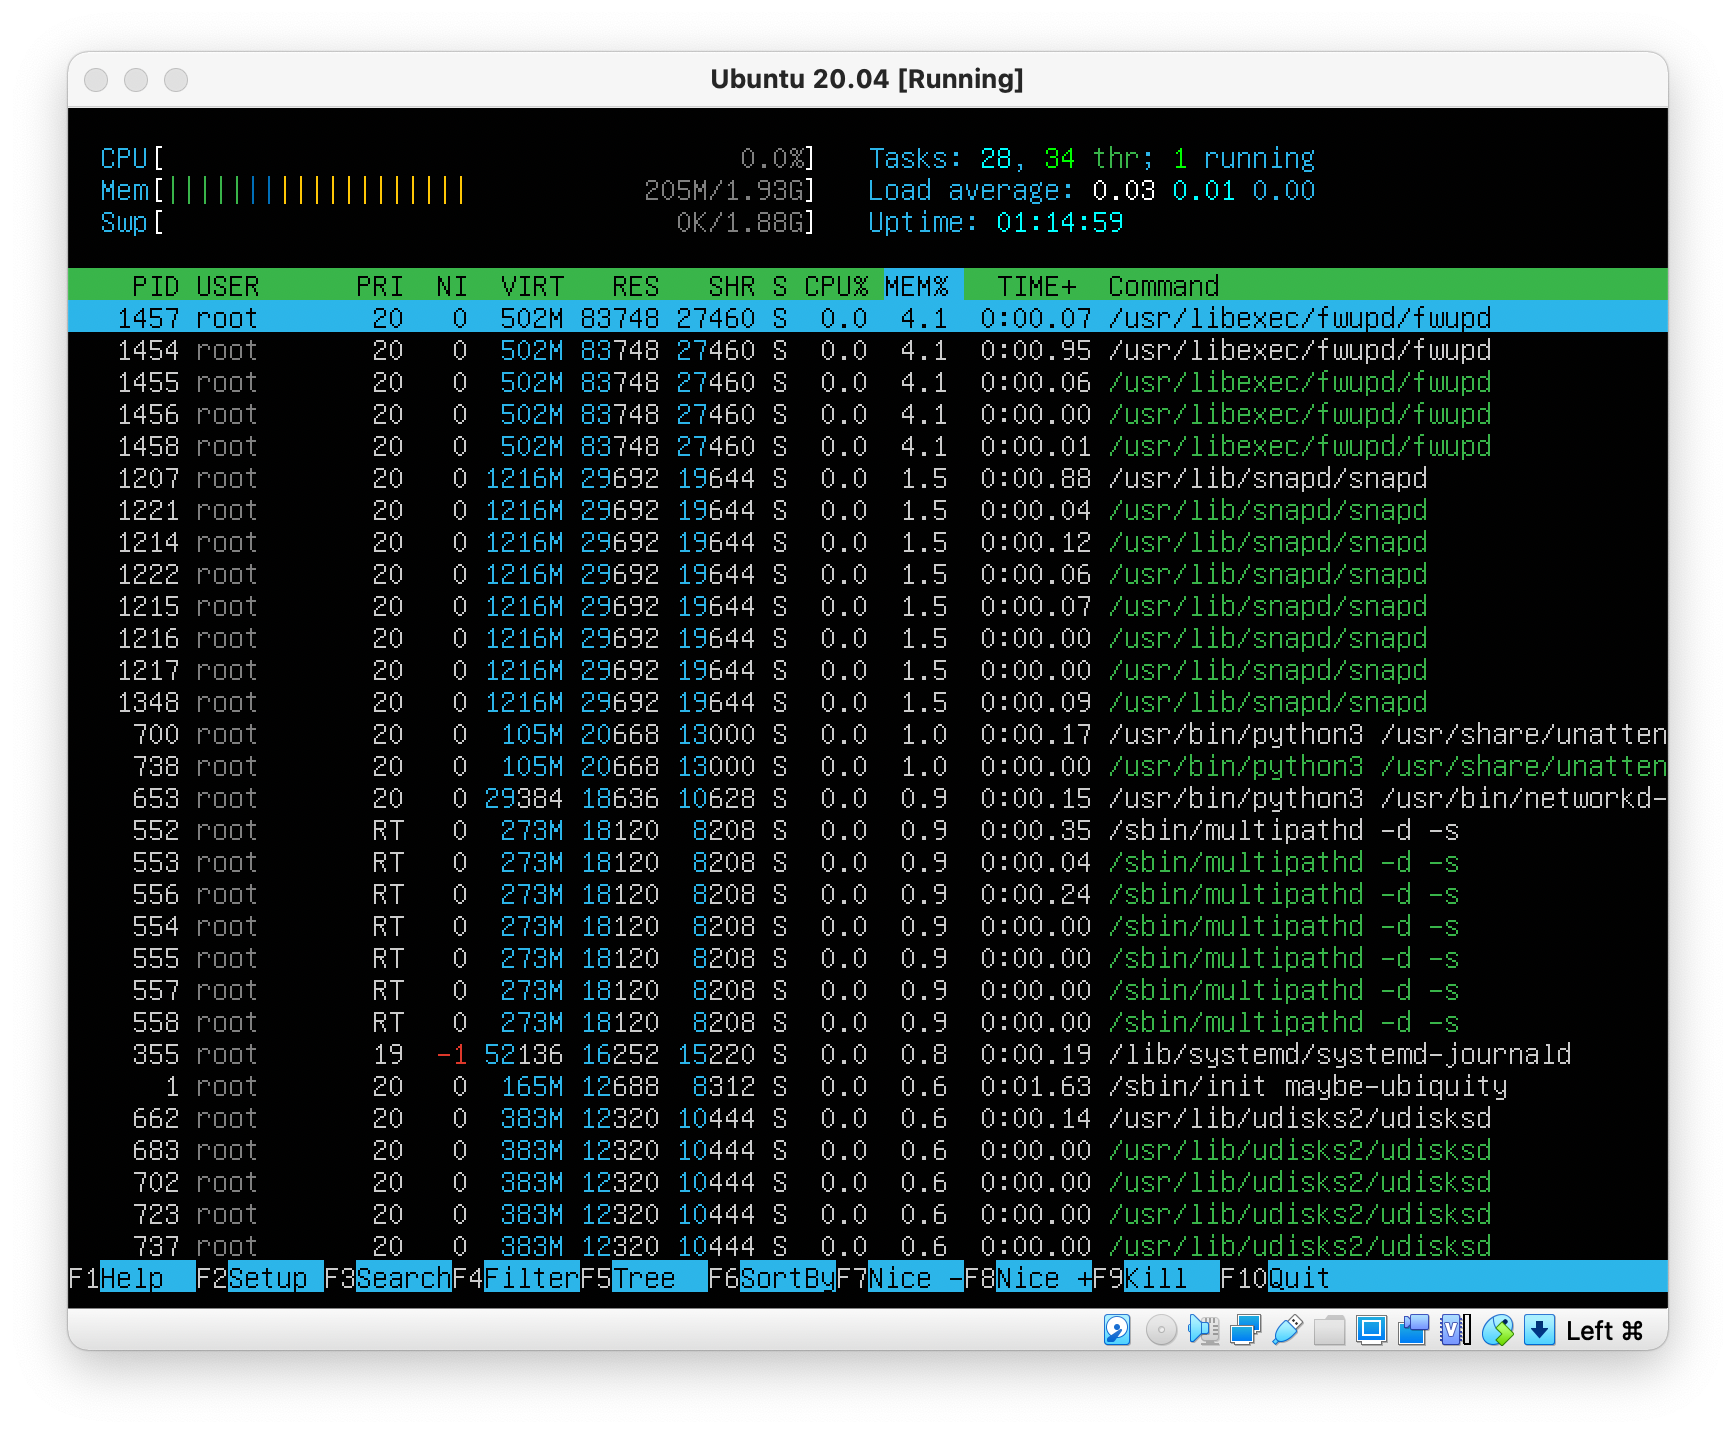 Ubuntu 20.04 [Running]
CPU[ 0.0%] Tasks: 28, 34 thr; 1 running
Mem[||||||||||||||||||| 205M/1.93G] Load average: 0.03 0.01 0.00
Swp[ 0K/1.88G] Uptime: 01:14:59
PID USER PRI NI VIRT RES SHR S CPU% MEM% TIME+ Command
1457 root 20 0 502M 83748 27460 S 0.0 4.1 0:00.07 /usr/libexec/fwupd/fwupd
1454 root 20 0 502M 83748 27460 S 0.0 4.1 0:00.95 /usr/libexec/fwupd/fwupd
1455 root 20 0 502M 83748 27460 S 0.0 4.1 0:00.06 /usr/libexec/fwupd/fwupd
1456 root 20 0 502M 83748 27460 S 0.0 4.1 0:00.00 /usr/libexec/fwupd/fwupd
1458 root 20 0 502M 83748 27460 S 0.0 4.1 0:00.01 /usr/libexec/fwupd/fwupd
1207 root 20 0 1216M 29692 19644 S 0.0 1.5 0:00.88 /usr/lib/snapd/snapd
1221 root 20 0 1216M 29692 19644 S 0.0 1.5 0:00.04 /usr/lib/snapd/snapd
1214 root 20 0 1216M 29692 19644 S 0.0 1.5 0:00.12 /usr/lib/snapd/snapd
1222 root 20 0 1216M 29692 19644 S 0.0 1.5 0:00.06 /usr/lib/snapd/snapd
1215 root 20 0 1216M 29692 19644 S 0.0 1.5 0:00.07 /usr/lib/snapd/snapd
1216 root 20 0 1216M 29692 19644 S 0.0 1.5 0:00.00 /usr/lib/snapd/snapd
1217 root 20 0 1216M 29692 19644 S 0.0 1.5 0:00.00 /usr/lib/snapd/snapd
1348 root 20 0 1216M 29692 19644 S 0.0 1.5 0:00.09 /usr/lib/snapd/snapd
700 root 20 0 105M 20668 13000 S 0.0 1.0 0:00.17 /usr/bin/python3 /usr/share/unatten
738 root 20 0 105M 20668 13000 S 0.0 1.0 0:00.00 /usr/bin/python3 /usr/share/unatten
653 root 20 0 29384 18636 10628 S 0.0 0.9 0:00.15 /usr/bin/python3 /usr/bin/networkd-
552 root RT 0 273M 18120 8208 S 0.0 0.9 0:00.35 /sbin/multipathd -d -s
553 root RT 0 273M 18120 8208 S 0.0 0.9 0:00.04 /sbin/multipathd -d -s
556 root RT 0 273M 18120 8208 S 0.0 0.9 0:00.24 /sbin/multipathd -d -s
554 root RT 0 273M 18120 8208 S 0.0 0.9 0:00.00 /sbin/multipathd -d -s
555 root RT 0 273M 18120 8208 S 0.0 0.9 0:00.00 /sbin/multipathd -d -s
557 root RT 0 273M 18120 8208 S 0.0 0.9 0:00.00 /sbin/multipathd -d -s
558 root RT 0 273M 18120 8208 S 0.0 0.9 0:00.00 /sbin/multipathd -d -s
355 root 19 -1 52136 16252 15220 S 0.0 0.8 0:00.19 /lib/systemd/systemd-journald
1 root 20 0 165M 12688 8312 S 0.0 0.6 0:01.63 /sbin/init maybe-ubiquity
662 root 20 0 383M 12320 10444 S 0.0 0.6 0:00.14 /usr/lib/udisks2/udisksd
683 root 20 0 383M 12320 10444 S 0.0 0.6 0:00.00 /usr/lib/udisks2/udisksd
702 root 20 0 383M 12320 10444 S 0.0 0.6 0:00.00 /usr/lib/udisks2/udisksd
723 root 20 0 383M 12320 10444 S 0.0 0.6 0:00.00 /usr/lib/udisks2/udisksd
737 root 20 0 383M 12320 10444 S 0.0 0.6 0:00.00 /usr/lib/udisks2/udisksd
F1Help F2Setup F3SearchF4FilterF5Tree F6SortByF7Nice -F8Nice +F9Kill F10Quit
Left ⌘